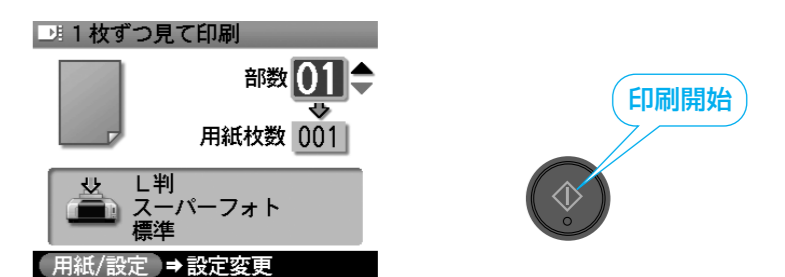 1枚ずつ見て印刷
部数 01
用紙枚数 001
L判
スーパーフォト
標準
用紙/設定 ➡ 設定変更
印刷開始